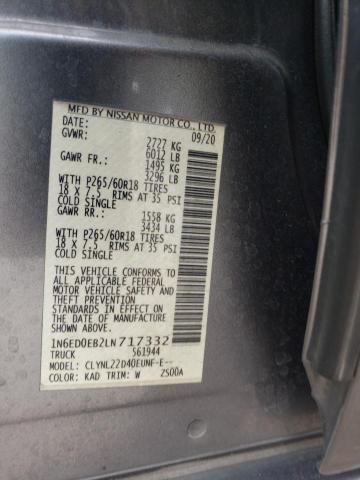 MFD BY NISSAN MOTOR CO., LTD.
DATE: 09/20
GVWR: 2727 KG
6012 LB
GAWR FR: 1495 KG
3296 LB
WITH P265/60R18 TIRES
18 X 7.5 RIMS AT 35 PSI
COLD SINGLE
GAWR RR: 1558 KG
3434 LB
WITH P265/60R18 TIRES
18 X 7.5 RIMS AT 35 PSI
COLD SINGLE
THIS VEHICLE CONFORMS TO
ALL APPLICABLE FEDERAL
MOTOR VEHICLE SAFETY
AND THEFT PREVENTION
STANDARDS IN EFFECT ON
THE DATE OF MANUFACTURE
SHOWN ABOVE.
1N6ED0EB2LN717332
TRUCK 561944
MODEL: CLYNL22D40EUNF-E--
COLOR: KAD TRIM: W ZS00A